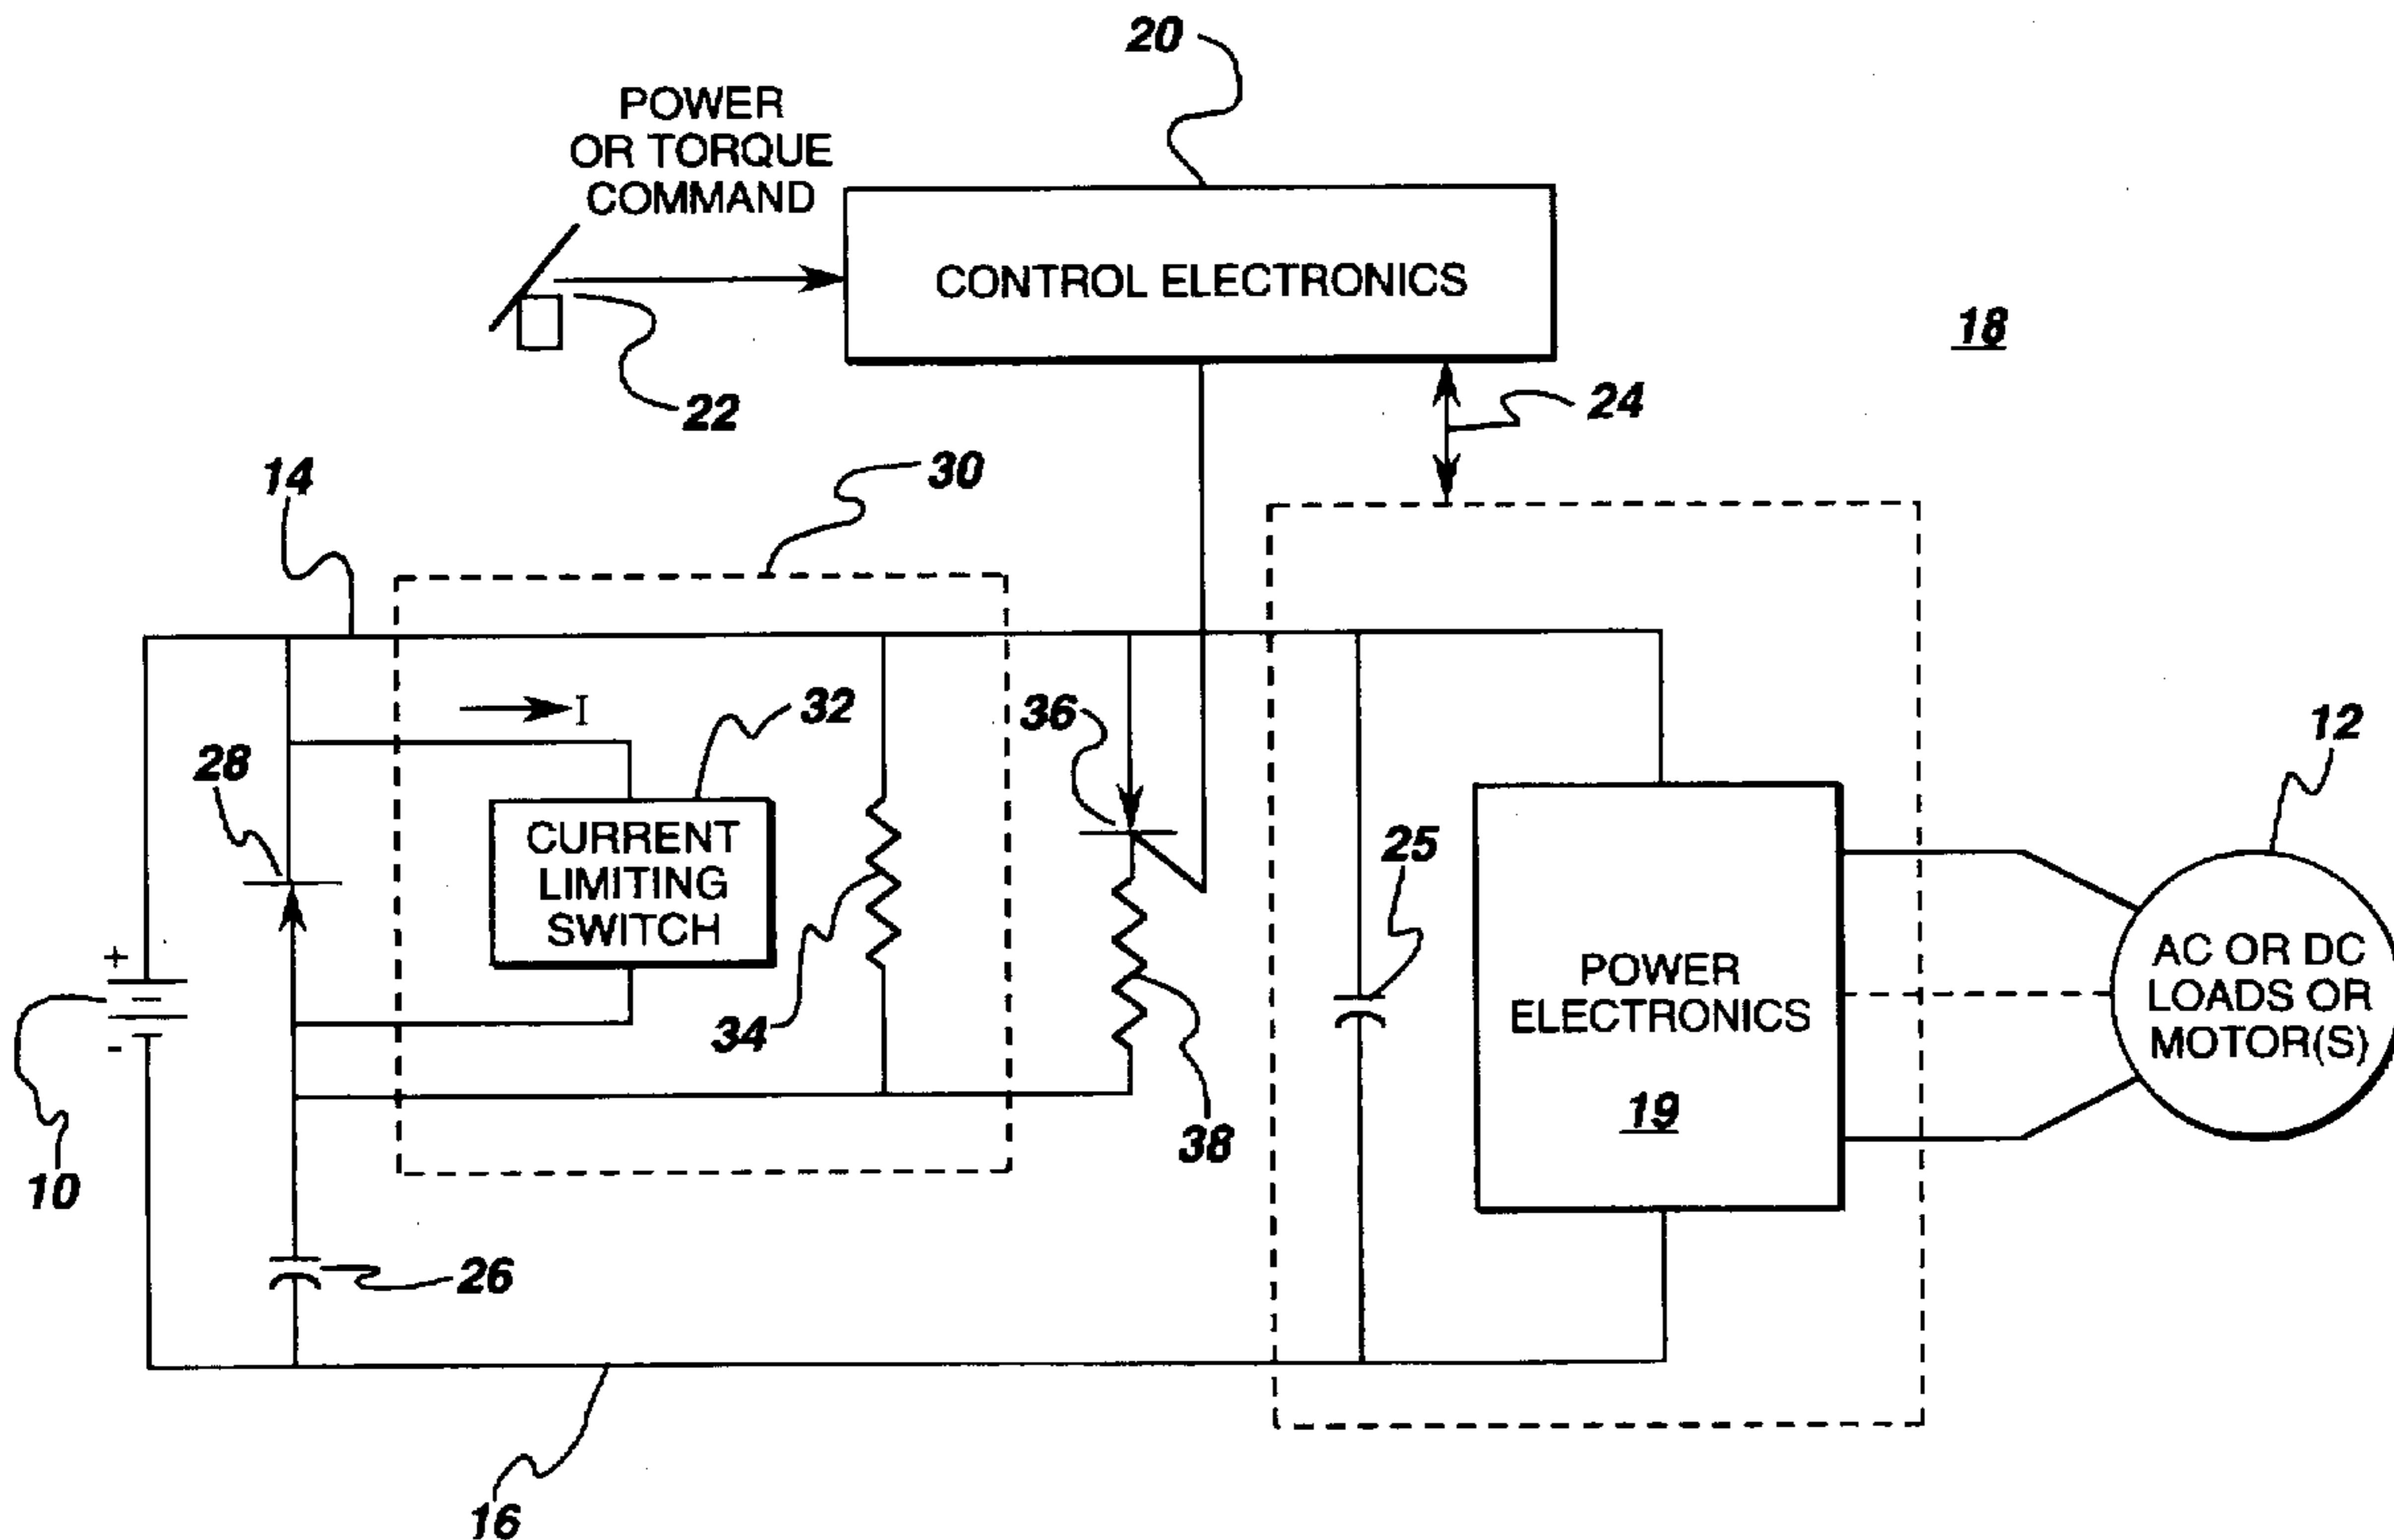 20
POWER
OR TORQUE
COMMAND
CONTROL ELECTRONICS
18
22
24
14
30
I
32
36
12
28
CURRENT
LIMITING
SWITCH
25
+
-
10
34
38
POWER
ELECTRONICS
19
AC OR DC
LOADS OR
MOTOR(S)
26
16